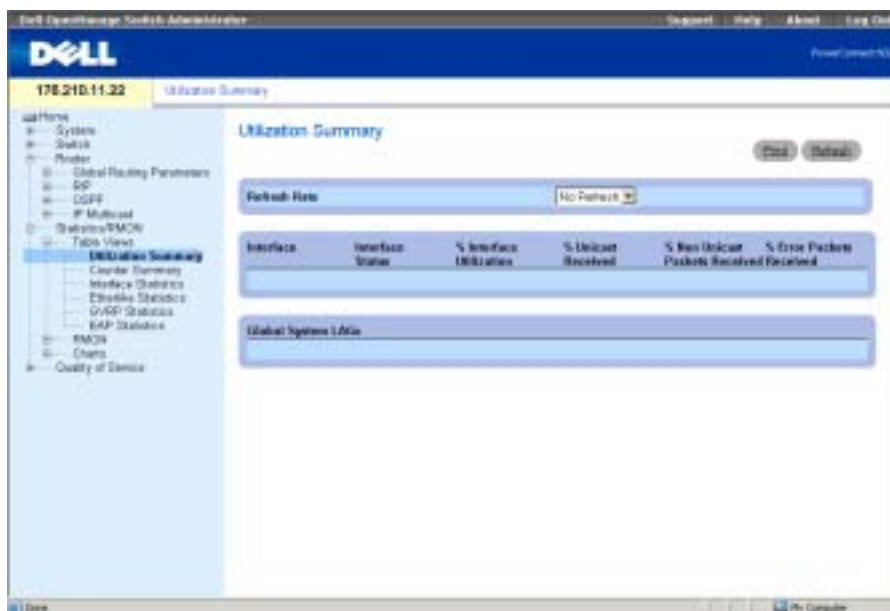 Dell OpenManage Switch Administrator
Support Help About Log Out
DELL
PowerConnect
176.210.11.22
Utilization Summary
Home
System
Switch
Router
Global Routing Parameters
RIP
OSPF
IP Multicast
Statistics/RMON
Table Views
Utilization Summary
Counter Summary
Interface Statistics
Etherlike Statistics
GVRP Statistics
EAP Statistics
RMON
Charts
Quality of Service
Utilization Summary
Print Refresh
Refresh Rate
No Refresh
Interface
Interface Status
% Interface Utilization
% Unicast Received
% Non Unicast Packets Received
% Error Packets Received
Global System LAGs
Done
My Computer